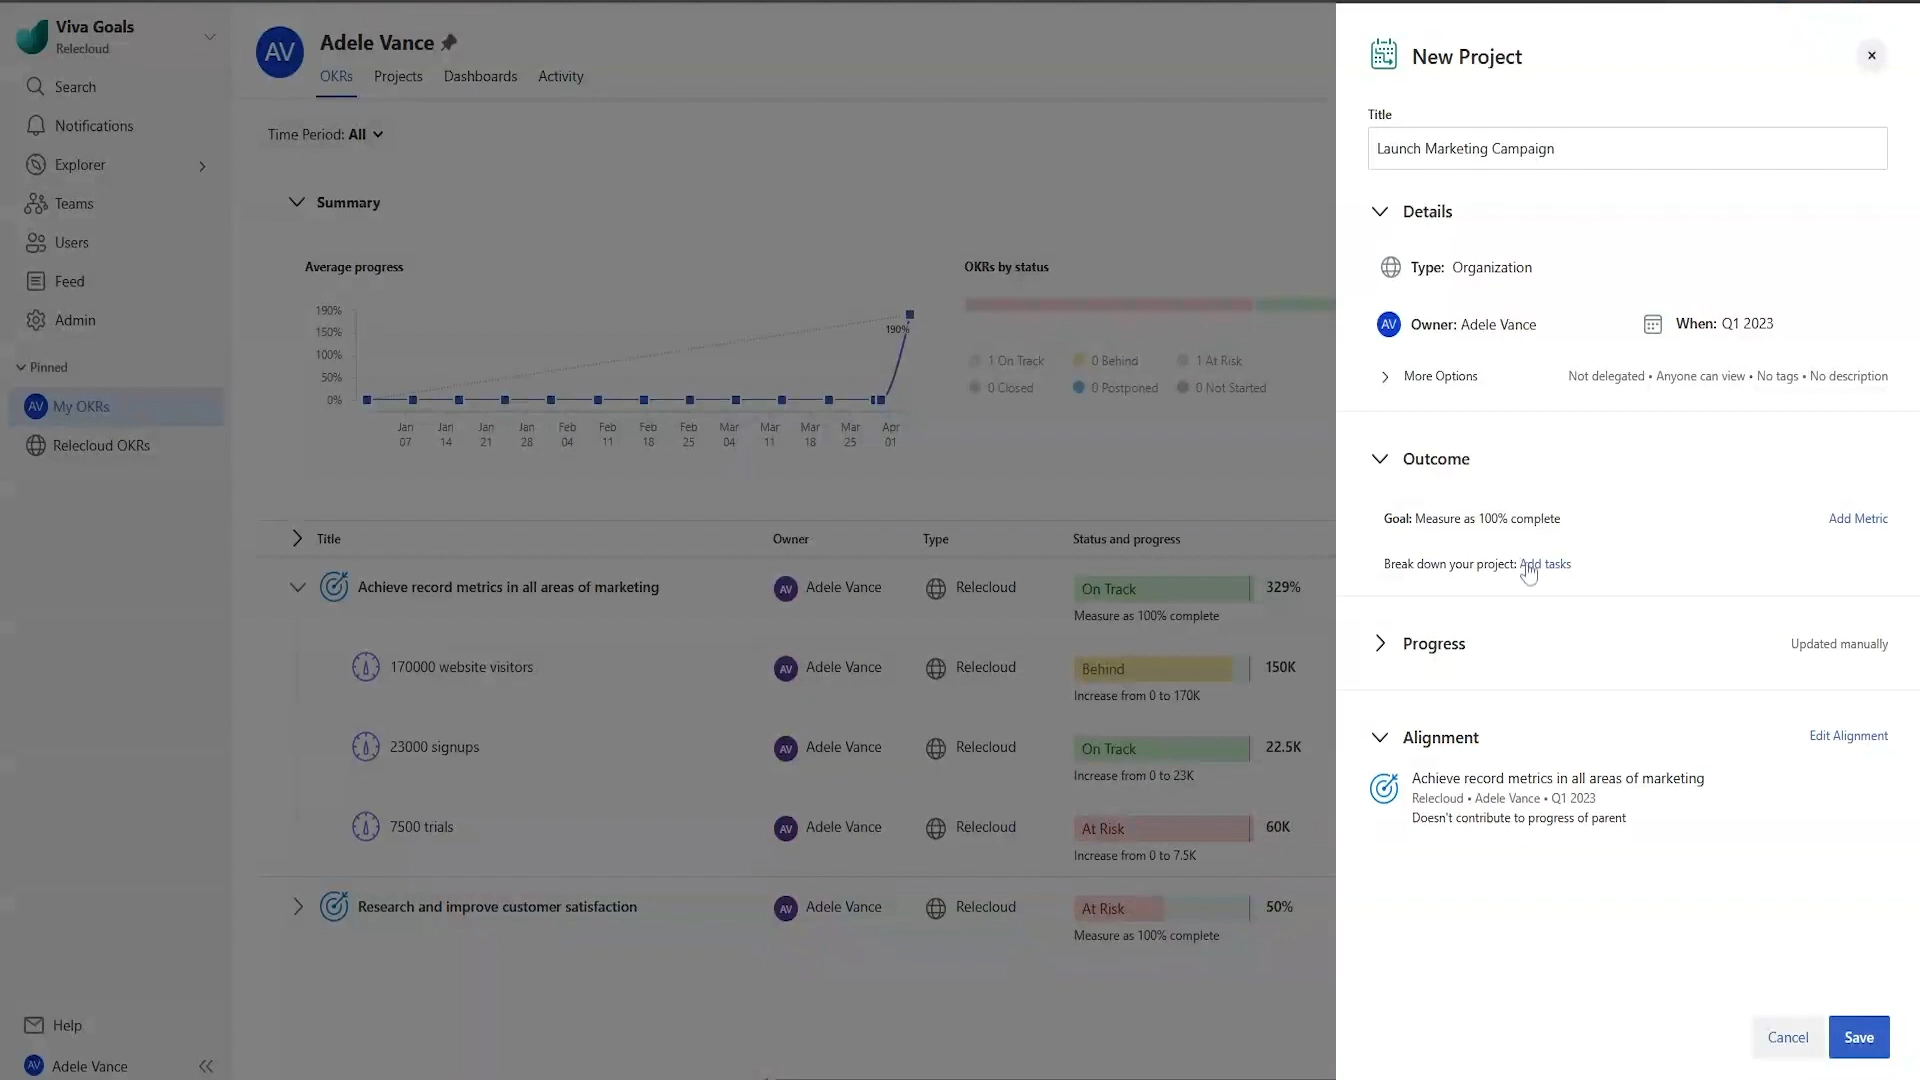 Viva Goals
Relecloud
Search
Notifications
Explorer
Teams
Users
Feed
Admin
Pinned
AV My OKRs
Relecloud OKRs
Help
AV Adele Vance
AV
Adele Vance
OKRs Projects Dashboards Activity
Time Period: All
Summary
Average progress
190%
150%
100%
50%
0%
190%
Jan 07 Jan 14 Jan 21 Jan 28 Feb 04 Feb 11 Feb 18 Feb 25 Mar 04 Mar 11 Mar 18 Mar 25 Apr 01
OKRs by status
1 On Track 0 Behind 1 At Risk
0 Closed 0 Postponed 0 Not Started
Title Owner Type Status and progress
Achieve record metrics in all areas of marketing AV Adele Vance Relecloud On Track 329%
Measure as 100% complete
170000 website visitors AV Adele Vance Relecloud Behind 150K
Increase from 0 to 170K
23000 signups AV Adele Vance Relecloud On Track 22.5K
Increase from 0 to 23K
7500 trials AV Adele Vance Relecloud At Risk 60K
Increase from 0 to 7.5K
Research and improve customer satisfaction AV Adele Vance Relecloud At Risk 50%
Measure as 100% complete
New Project
Title
Launch Marketing Campaign
Details
Type: Organization
AV Owner: Adele Vance When: Q1 2023
More Options Not delegated • Anyone can view • No tags • No description
Outcome
Goal: Measure as 100% complete Add Metric
Break down your project: Add tasks
Progress Updated manually
Alignment Edit Alignment
Achieve record metrics in all areas of marketing
Relecloud • Adele Vance • Q1 2023
Doesn't contribute to progress of parent
Cancel Save